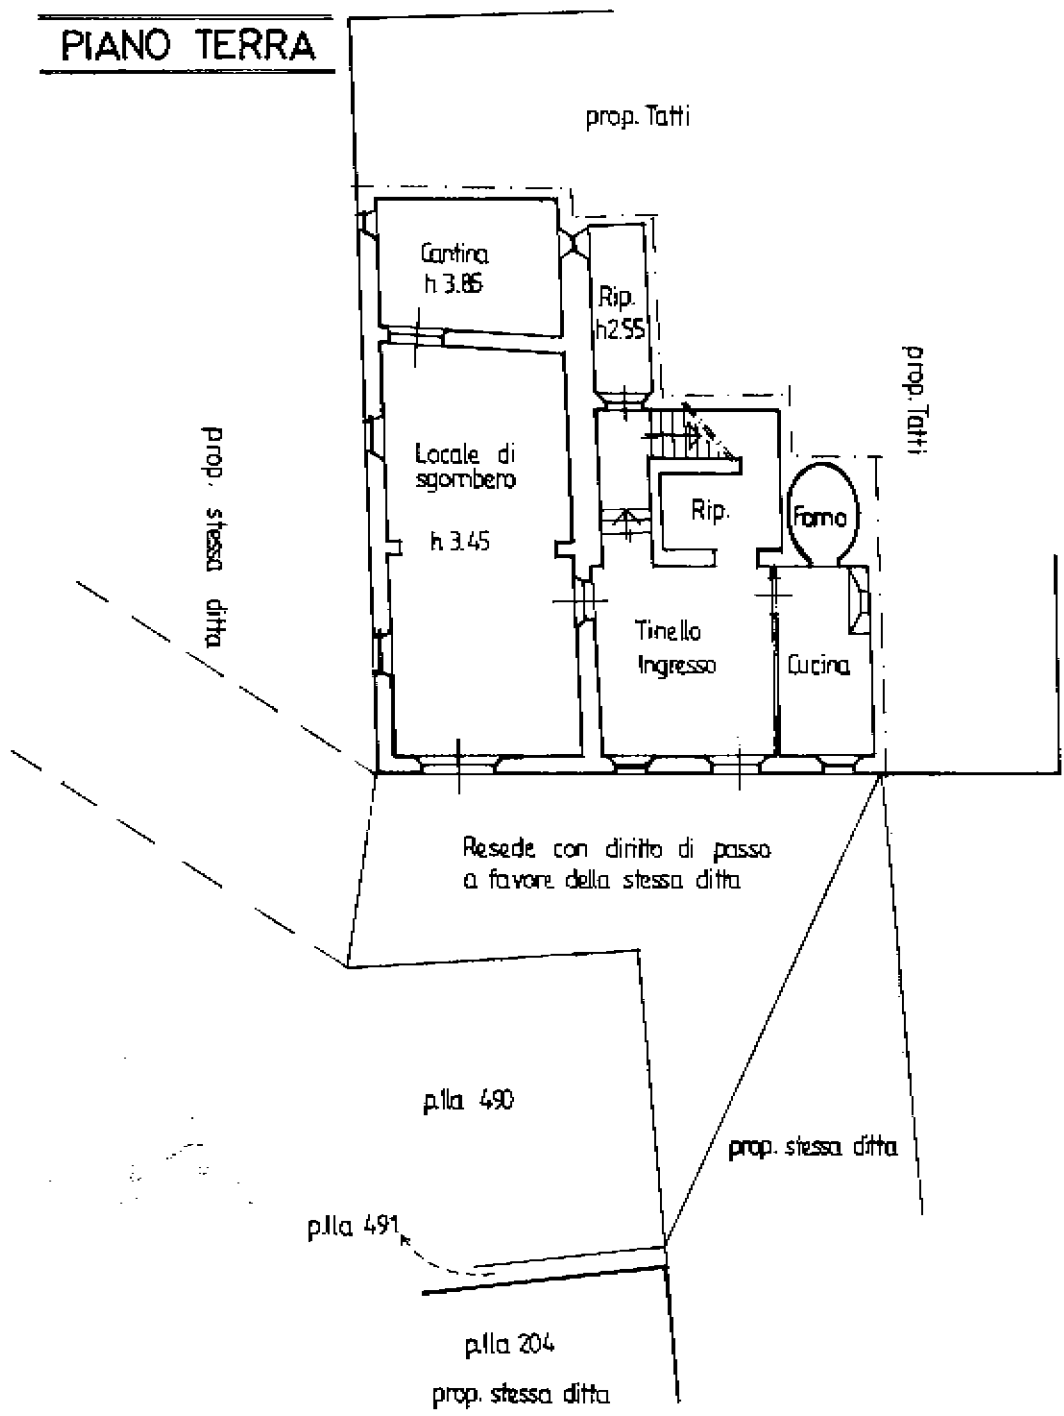 PIANO TERRA
prop. Tatti
Cantina
h 3.85
Rip.
h 2.55
prop. Tatti
prop. stessa ditta
Locale di
sgombero
h 3.45
Rip.
Forno
Tinello
Ingresso
Cucina
Resede con diritto di passo
a favore della stessa ditta
p.lla 490
prop. stessa ditta
p.lla 491
p.lla 204
prop. stessa ditta